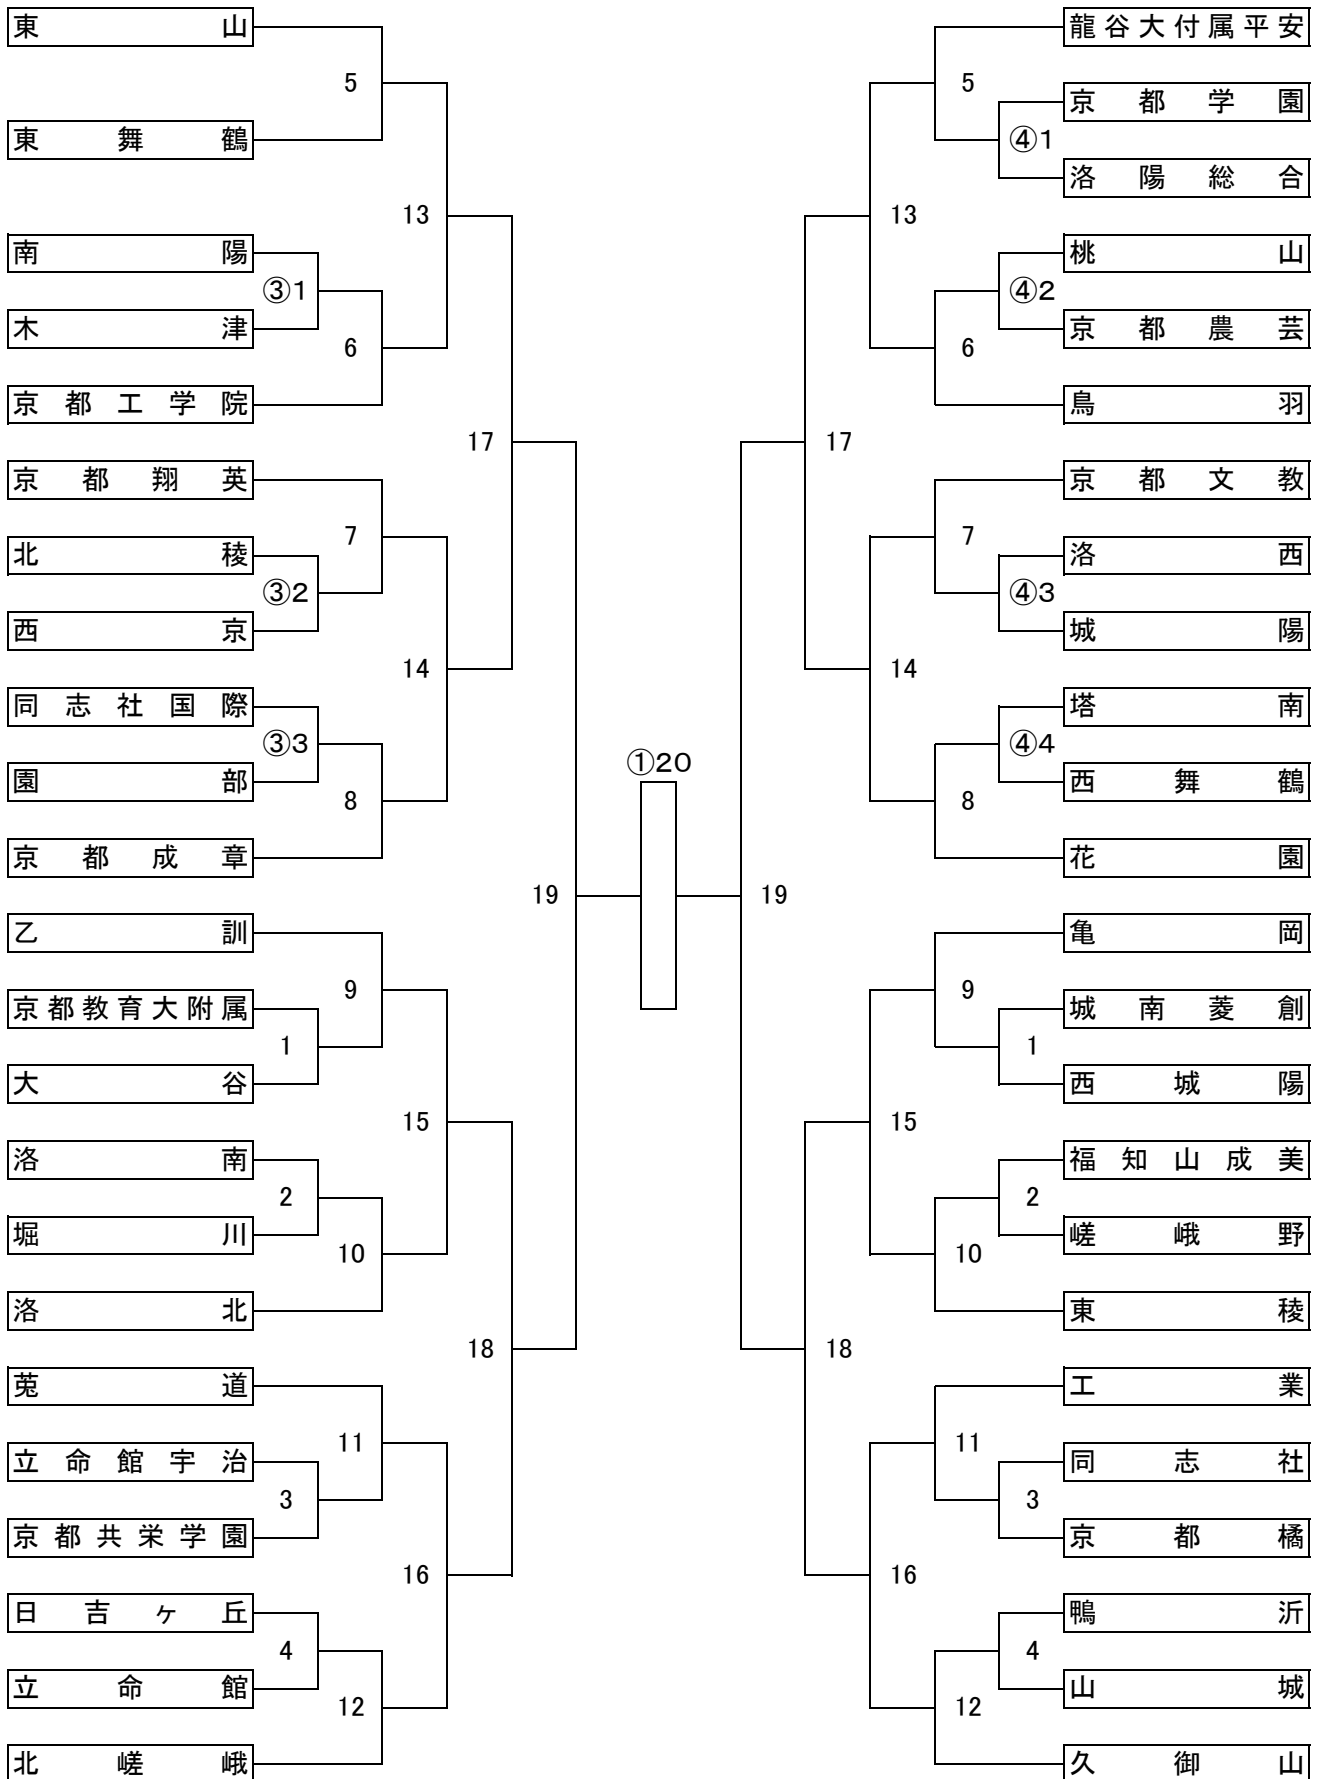 東山
5
東舞鶴
13
南陽
③1
木津
6
京都工学院
17
京都翔英
7
北稜
③2
西京
14
同志社国際
③3
園部
8
京都成章
19
乙訓
9
京都教育大附属
1
大谷
15
洛南
2
堀川
10
洛北
18
莵道
11
立命館宇治
3
京都共栄学園
16
日吉ヶ丘
4
立命館
12
北嵯峨
①20
龍谷大付属平安
5
京都学園
④1
洛陽総合
13
桃山
④2
京都農芸
6
鳥羽
17
京都文教
7
洛西
④3
城陽
14
塔南
④4
西舞鶴
8
花園
19
亀岡
9
城南菱創
1
西城陽
15
福知山成美
2
嵯峨野
10
東稜
18
工業
11
同志社
3
京都橘
16
鴨沂
4
山城
12
久御山